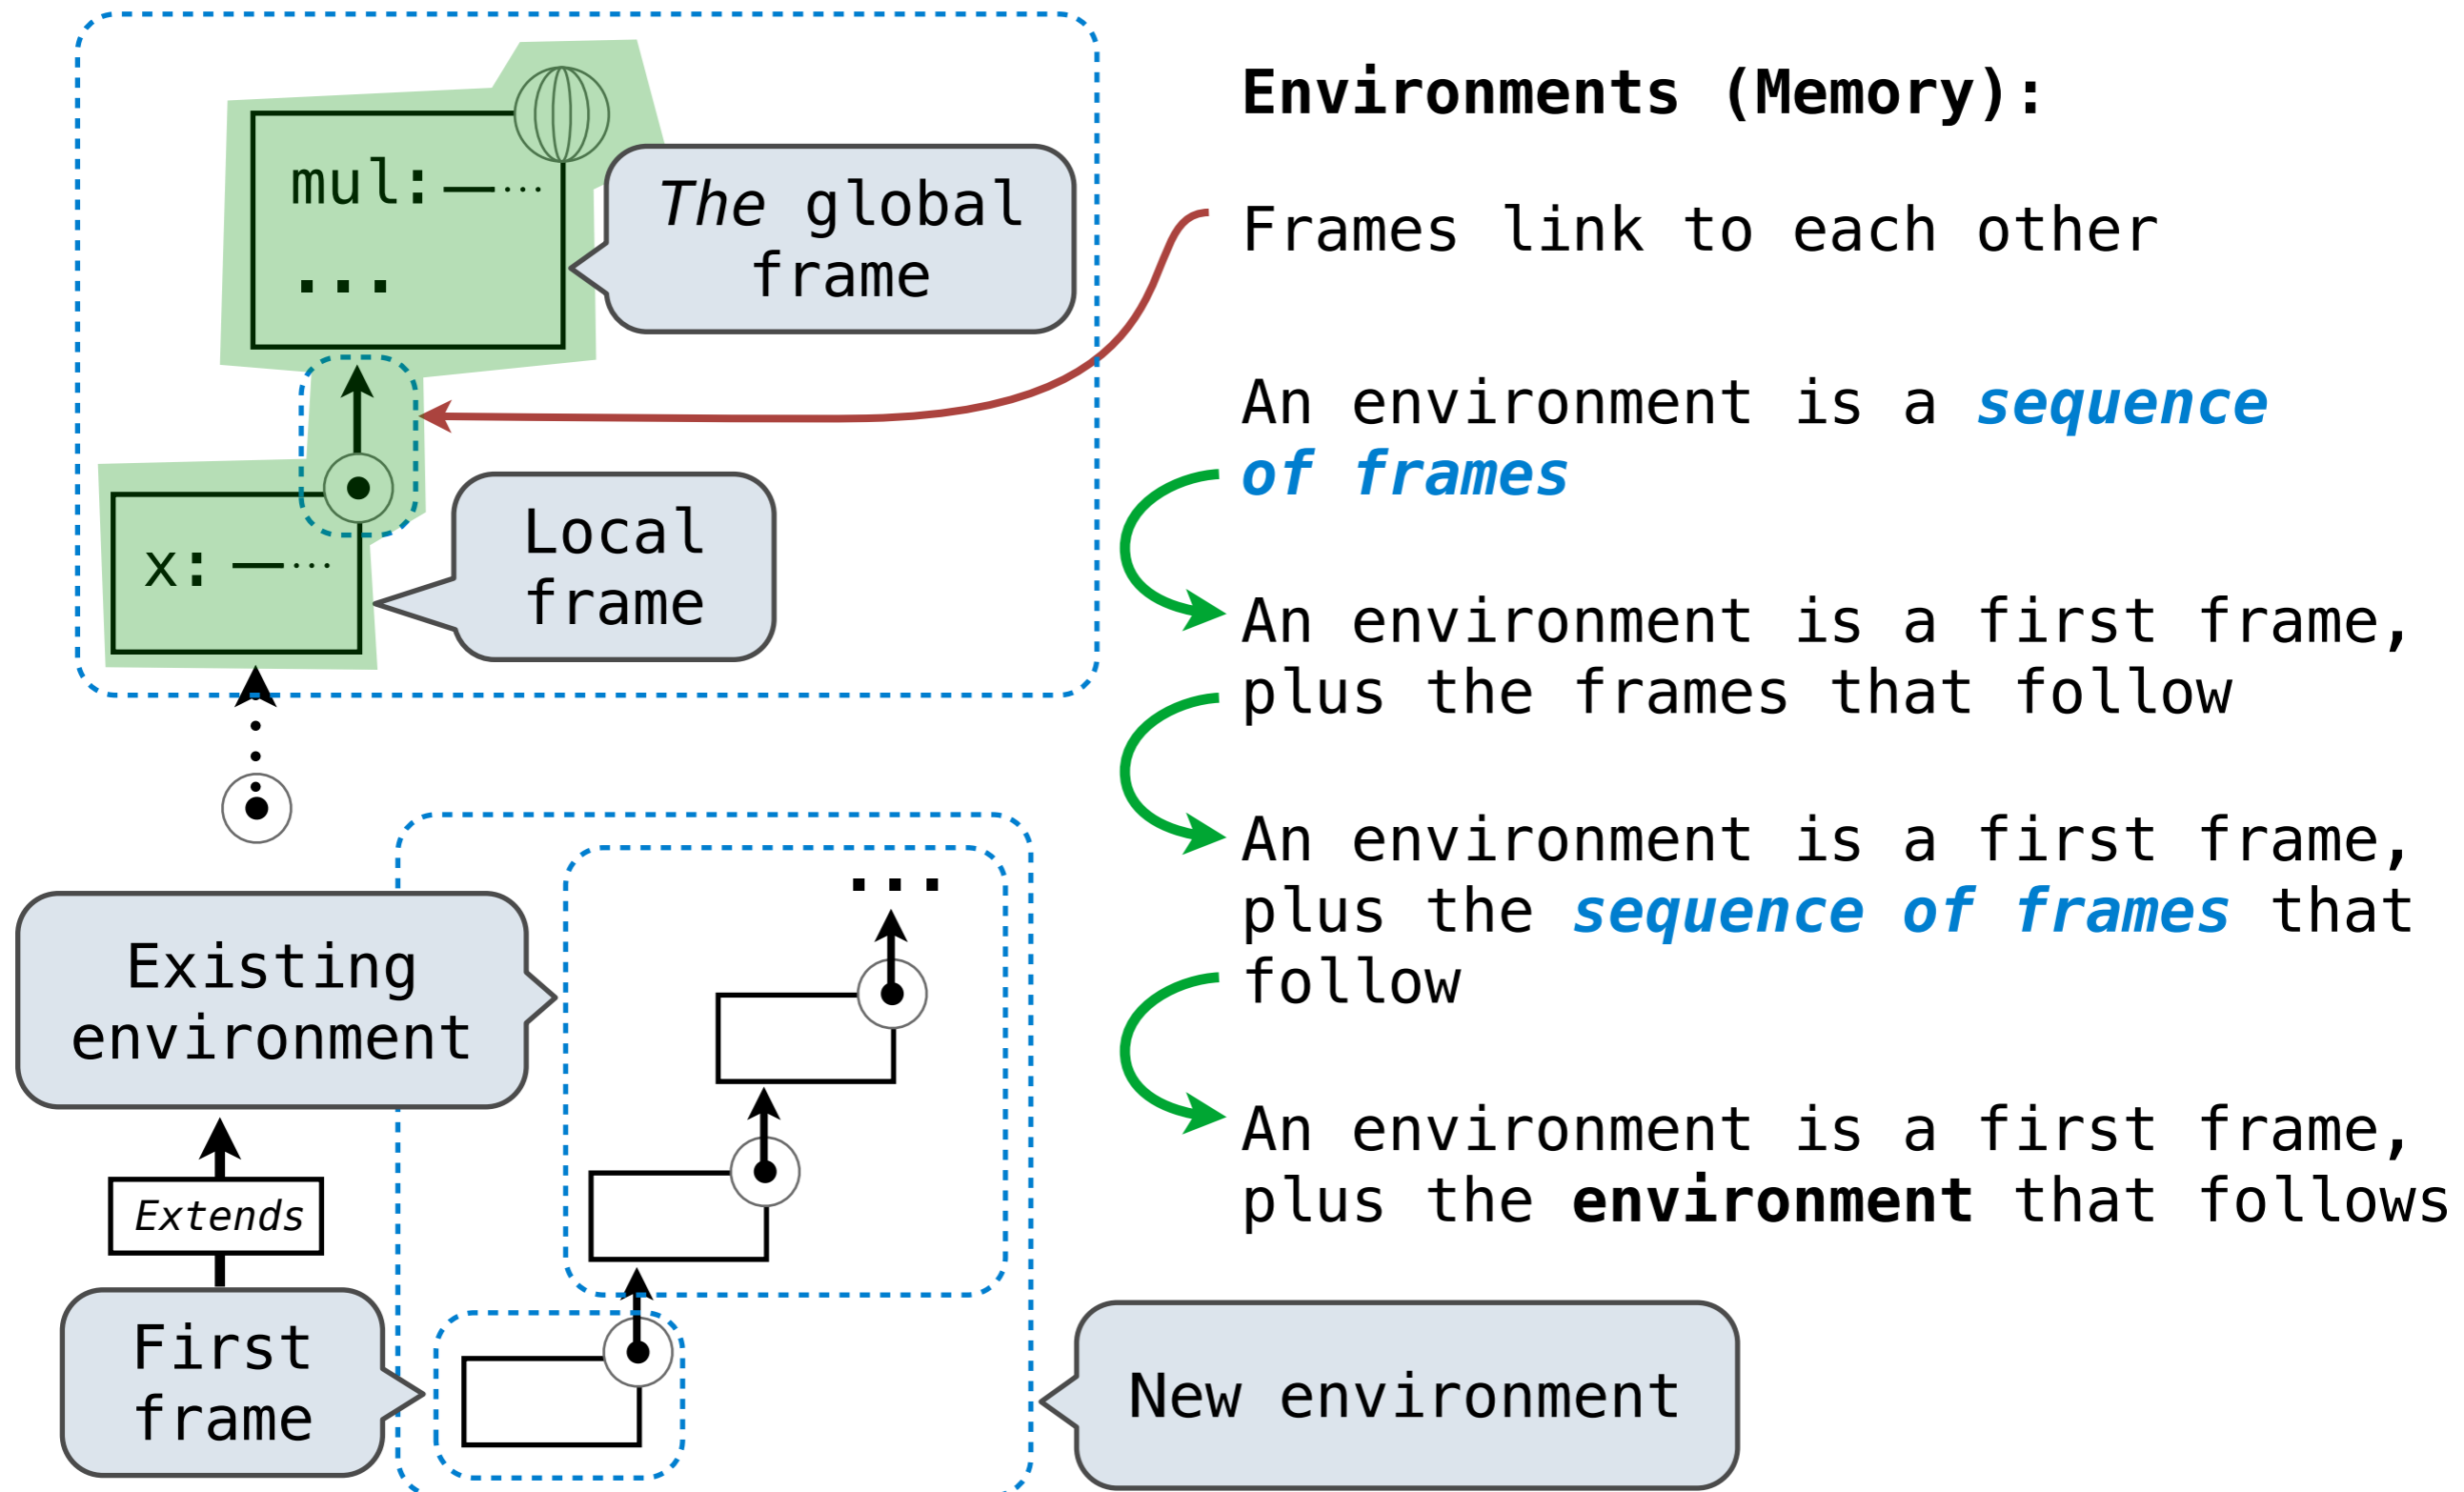 mul:
...
The global
frame
x:
Local
frame
Environments (Memory):
Frames link to each other
An environment is a sequence
of frames
An environment is a first frame,
plus the frames that follow
An environment is a first frame,
plus the sequence of frames that
follow
An environment is a first frame,
plus the environment that follows
...
Existing
environment
Extends
First
frame
New environment